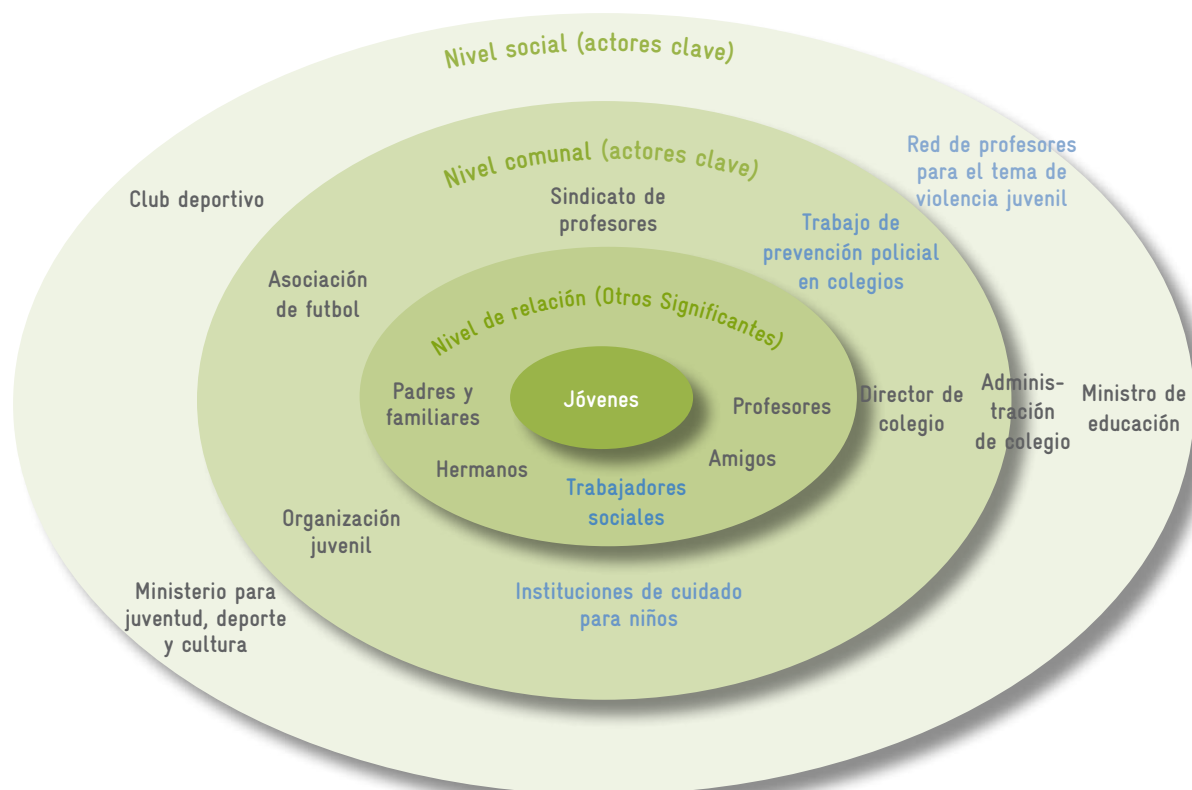 Nivel social (actores clave)
Nivel comunal (actores clave)
Red de profesores
para el tema de
violencia juvenil
Club deportivo
Sindicato de
profesores
Trabajo de
prevención policial
en colegios
Asociación
de futbol
Nivel de relación (Otros Significantes)
Padres y
familiares
Jóvenes
Profesores
Director de
colegio
Adminis-
tración
de colegio
Ministro de
educación
Hermanos
Amigos
Trabajadores
sociales
Organización
juvenil
Ministerio para
juventud, deporte
y cultura
Instituciones de cuidado
para niños